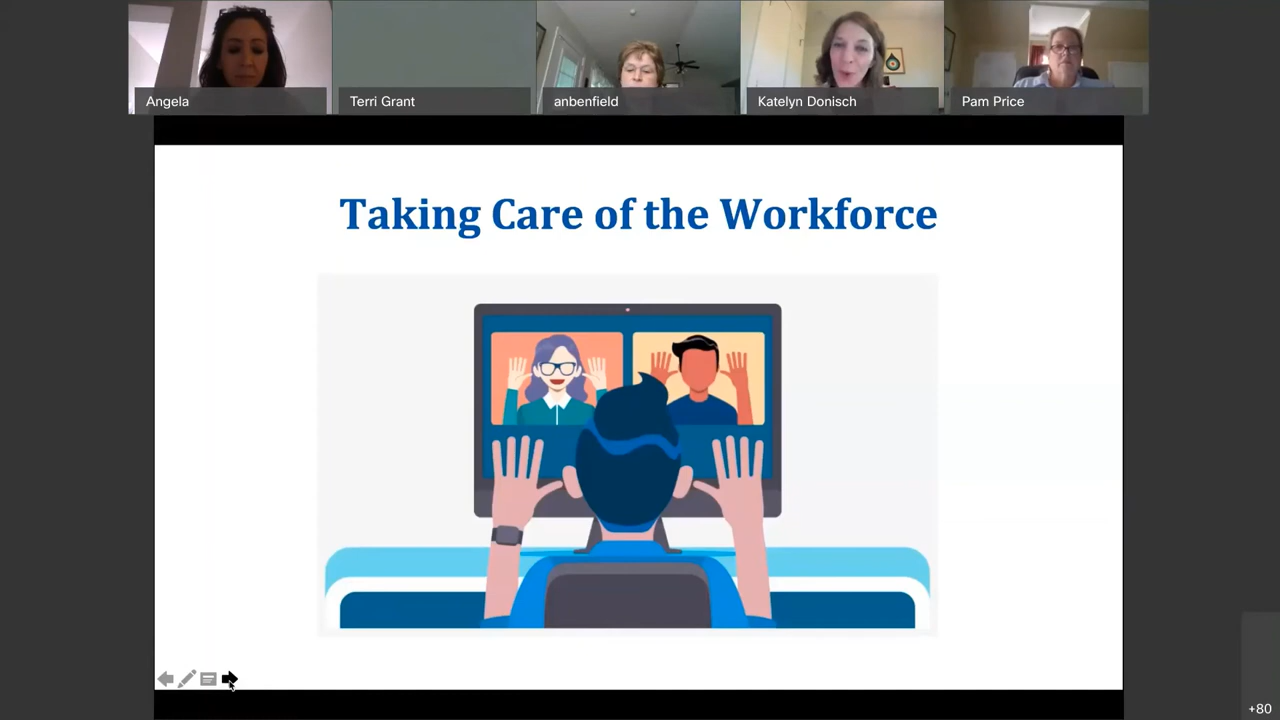 Angela
Terri Grant
anbenfield
Katelyn Donisch
Pam Price
Taking Care of the Workforce
+80